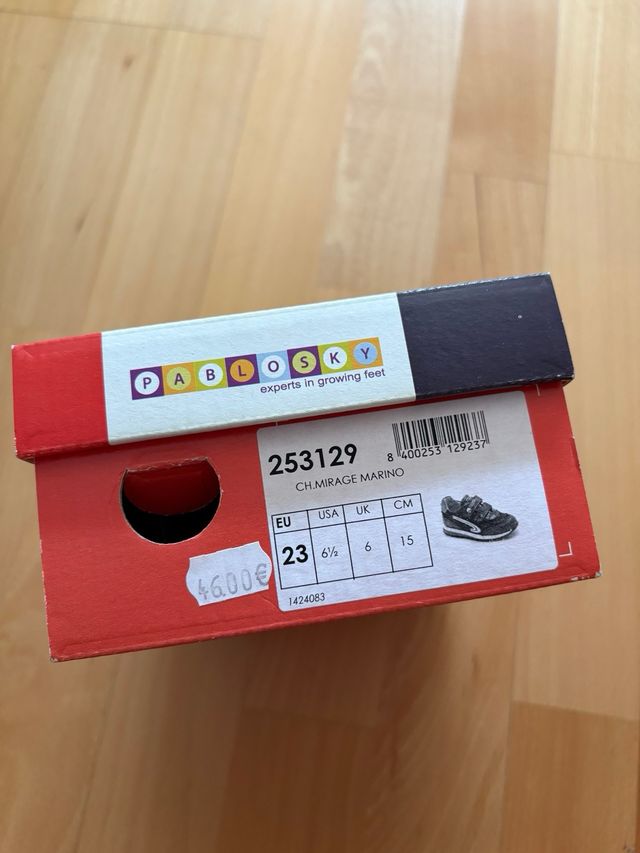 PABLOSKY
experts in growing feet
253129
CH.MIRAGE MARINO
8 400253 129237
EU USA UK CM
23 6½ 6 15
46.00€
1424083